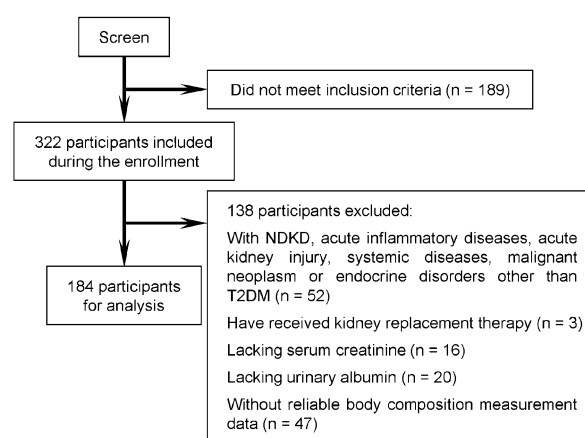 Screen
Did not meet inclusion criteria (n = 189)
322 participants included
during the enrollment
138 participants excluded:
With NDKD, acute inflammatory diseases, acute
kidney injury, systemic diseases, malignant
neoplasm or endocrine disorders other than
T2DM (n = 52)
Have received kidney replacement therapy (n = 3)
Lacking serum creatinine (n = 16)
Lacking urinary albumin (n = 20)
Without reliable body composition measurement
data (n = 47)
184 participants
for analysis